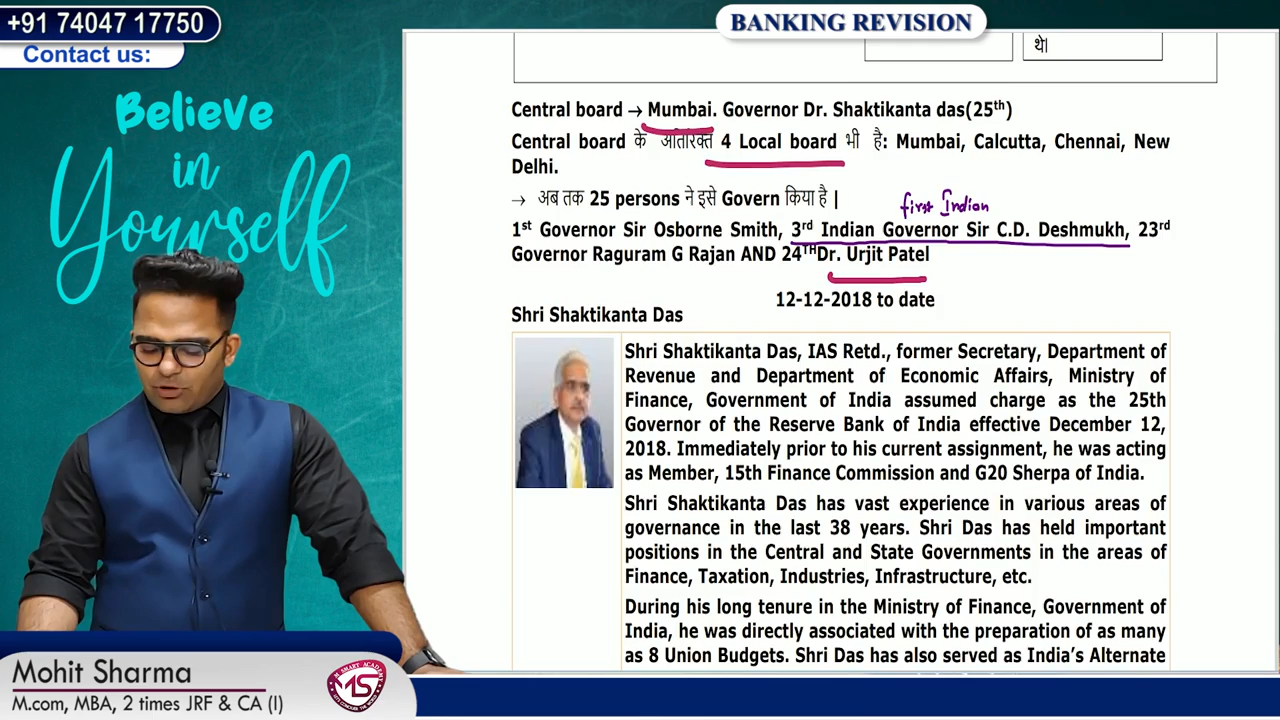 +91 74047 17750
Contact us:
BANKING REVISION
Believe
in
Yourself
थे।
Central board → Mumbai. Governor Dr. Shaktikanta das(25th)
Central board के अतिरिक्त 4 Local board भी है: Mumbai, Calcutta, Chennai, New
Delhi.
→ अब तक 25 persons ने इसे Govern किया है |
first Indian
1st Governor Sir Osborne Smith, 3rd Indian Governor Sir C.D. Deshmukh, 23rd
Governor Raguram G Rajan AND 24THDr. Urjit Patel
12-12-2018 to date
Shri Shaktikanta Das
Shri Shaktikanta Das, IAS Retd., former Secretary, Department of
Revenue and Department of Economic Affairs, Ministry of
Finance, Government of India assumed charge as the 25th
Governor of the Reserve Bank of India effective December 12,
2018. Immediately prior to his current assignment, he was acting
as Member, 15th Finance Commission and G20 Sherpa of India.
Shri Shaktikanta Das has vast experience in various areas of
governance in the last 38 years. Shri Das has held important
positions in the Central and State Governments in the areas of
Finance, Taxation, Industries, Infrastructure, etc.
During his long tenure in the Ministry of Finance, Government of
India, he was directly associated with the preparation of as many
as 8 Union Budgets. Shri Das has also served as India's Alternate
Mohit Sharma
M.com, MBA, 2 times JRF & CA (I)
MS